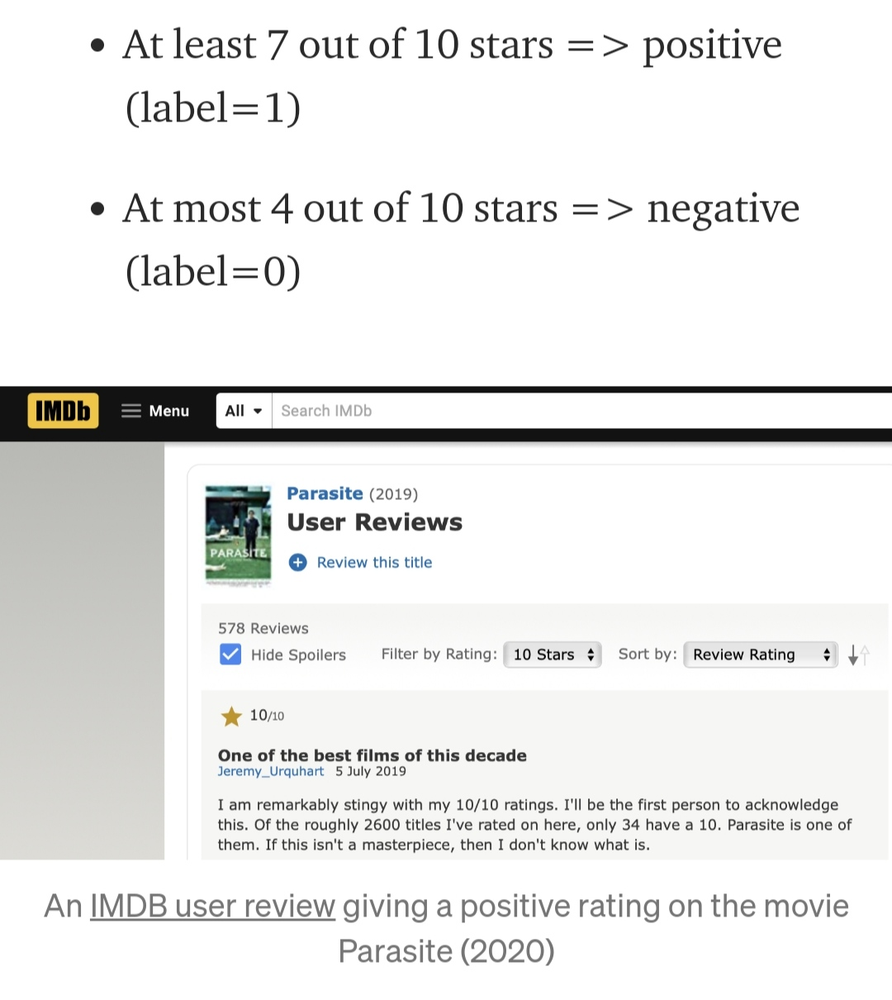 • At least 7 out of 10 stars => positive
(label=1)
• At most 4 out of 10 stars => negative
(label=0)
IMDb Menu All Search IMDb
Parasite (2019)
User Reviews
PARASITE
Review this title
578 Reviews
Hide Spoilers Filter by Rating: 10 Stars Sort by: Review Rating
10/10
One of the best films of this decade
Jeremy_Urquhart 5 July 2019
I am remarkably stingy with my 10/10 ratings. I'll be the first person to acknowledge
this. Of the roughly 2600 titles I've rated on here, only 34 have a 10. Parasite is one of
them. If this isn't a masterpiece, then I don't know what is.
An IMDB user review giving a positive rating on the movie
Parasite (2020)